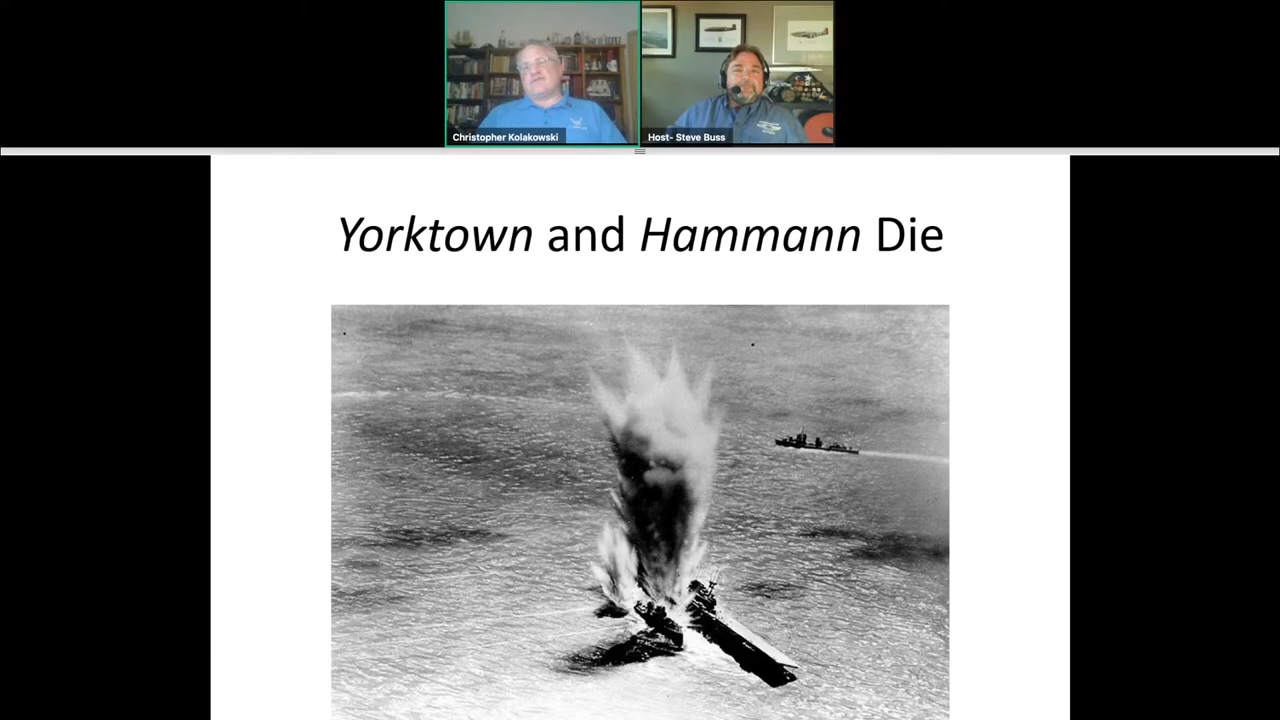 Christopher Kolakowski
Host- Steve Buss
Yorktown and Hammann Die